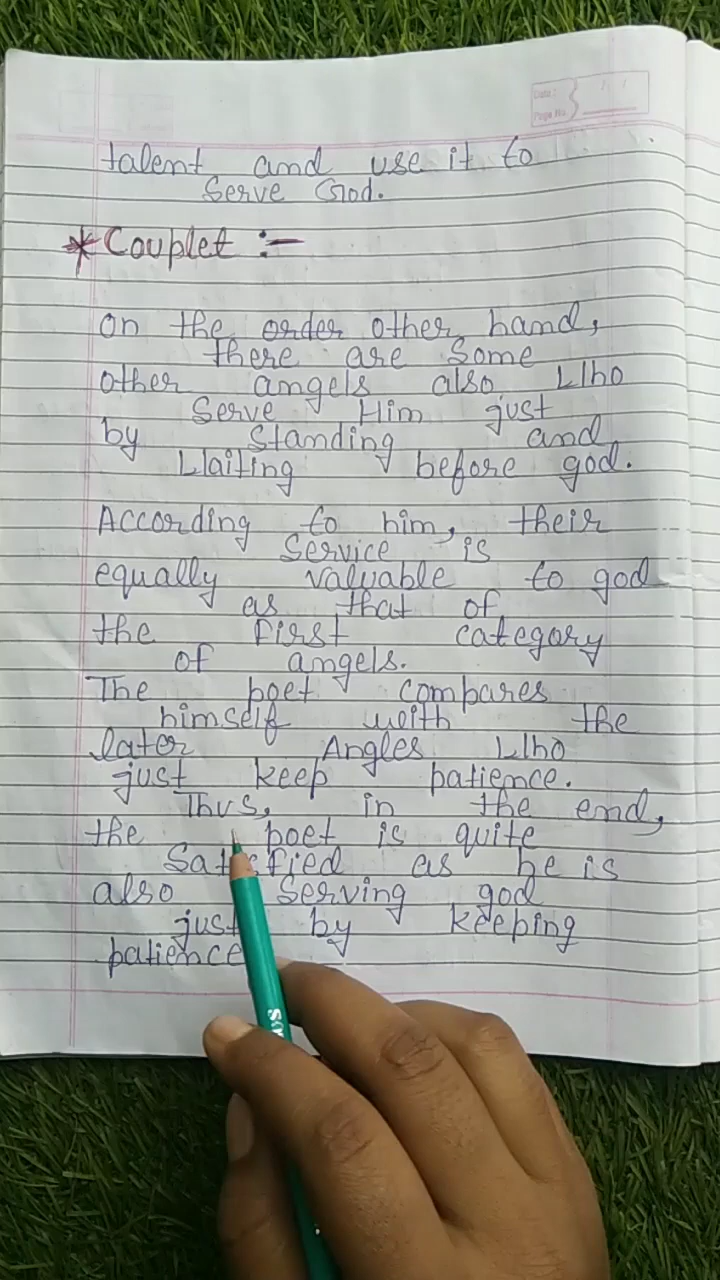 Date :
Page No. 3
talent and use it to
Serve God.
* Couplet :-
On the order other hand,
there are Some
other angels also Who
Serve Him just
by Standing and
Waiting before god.
According to him, their
Service is
equally valuable to god
as that of
the First category
of angels.
The poet compares
himself with the
later Angles Who
just keep patience.
Thus, in the end,
the poet is quite
Satisfied as he is
also Serving god
just by keeping
patience